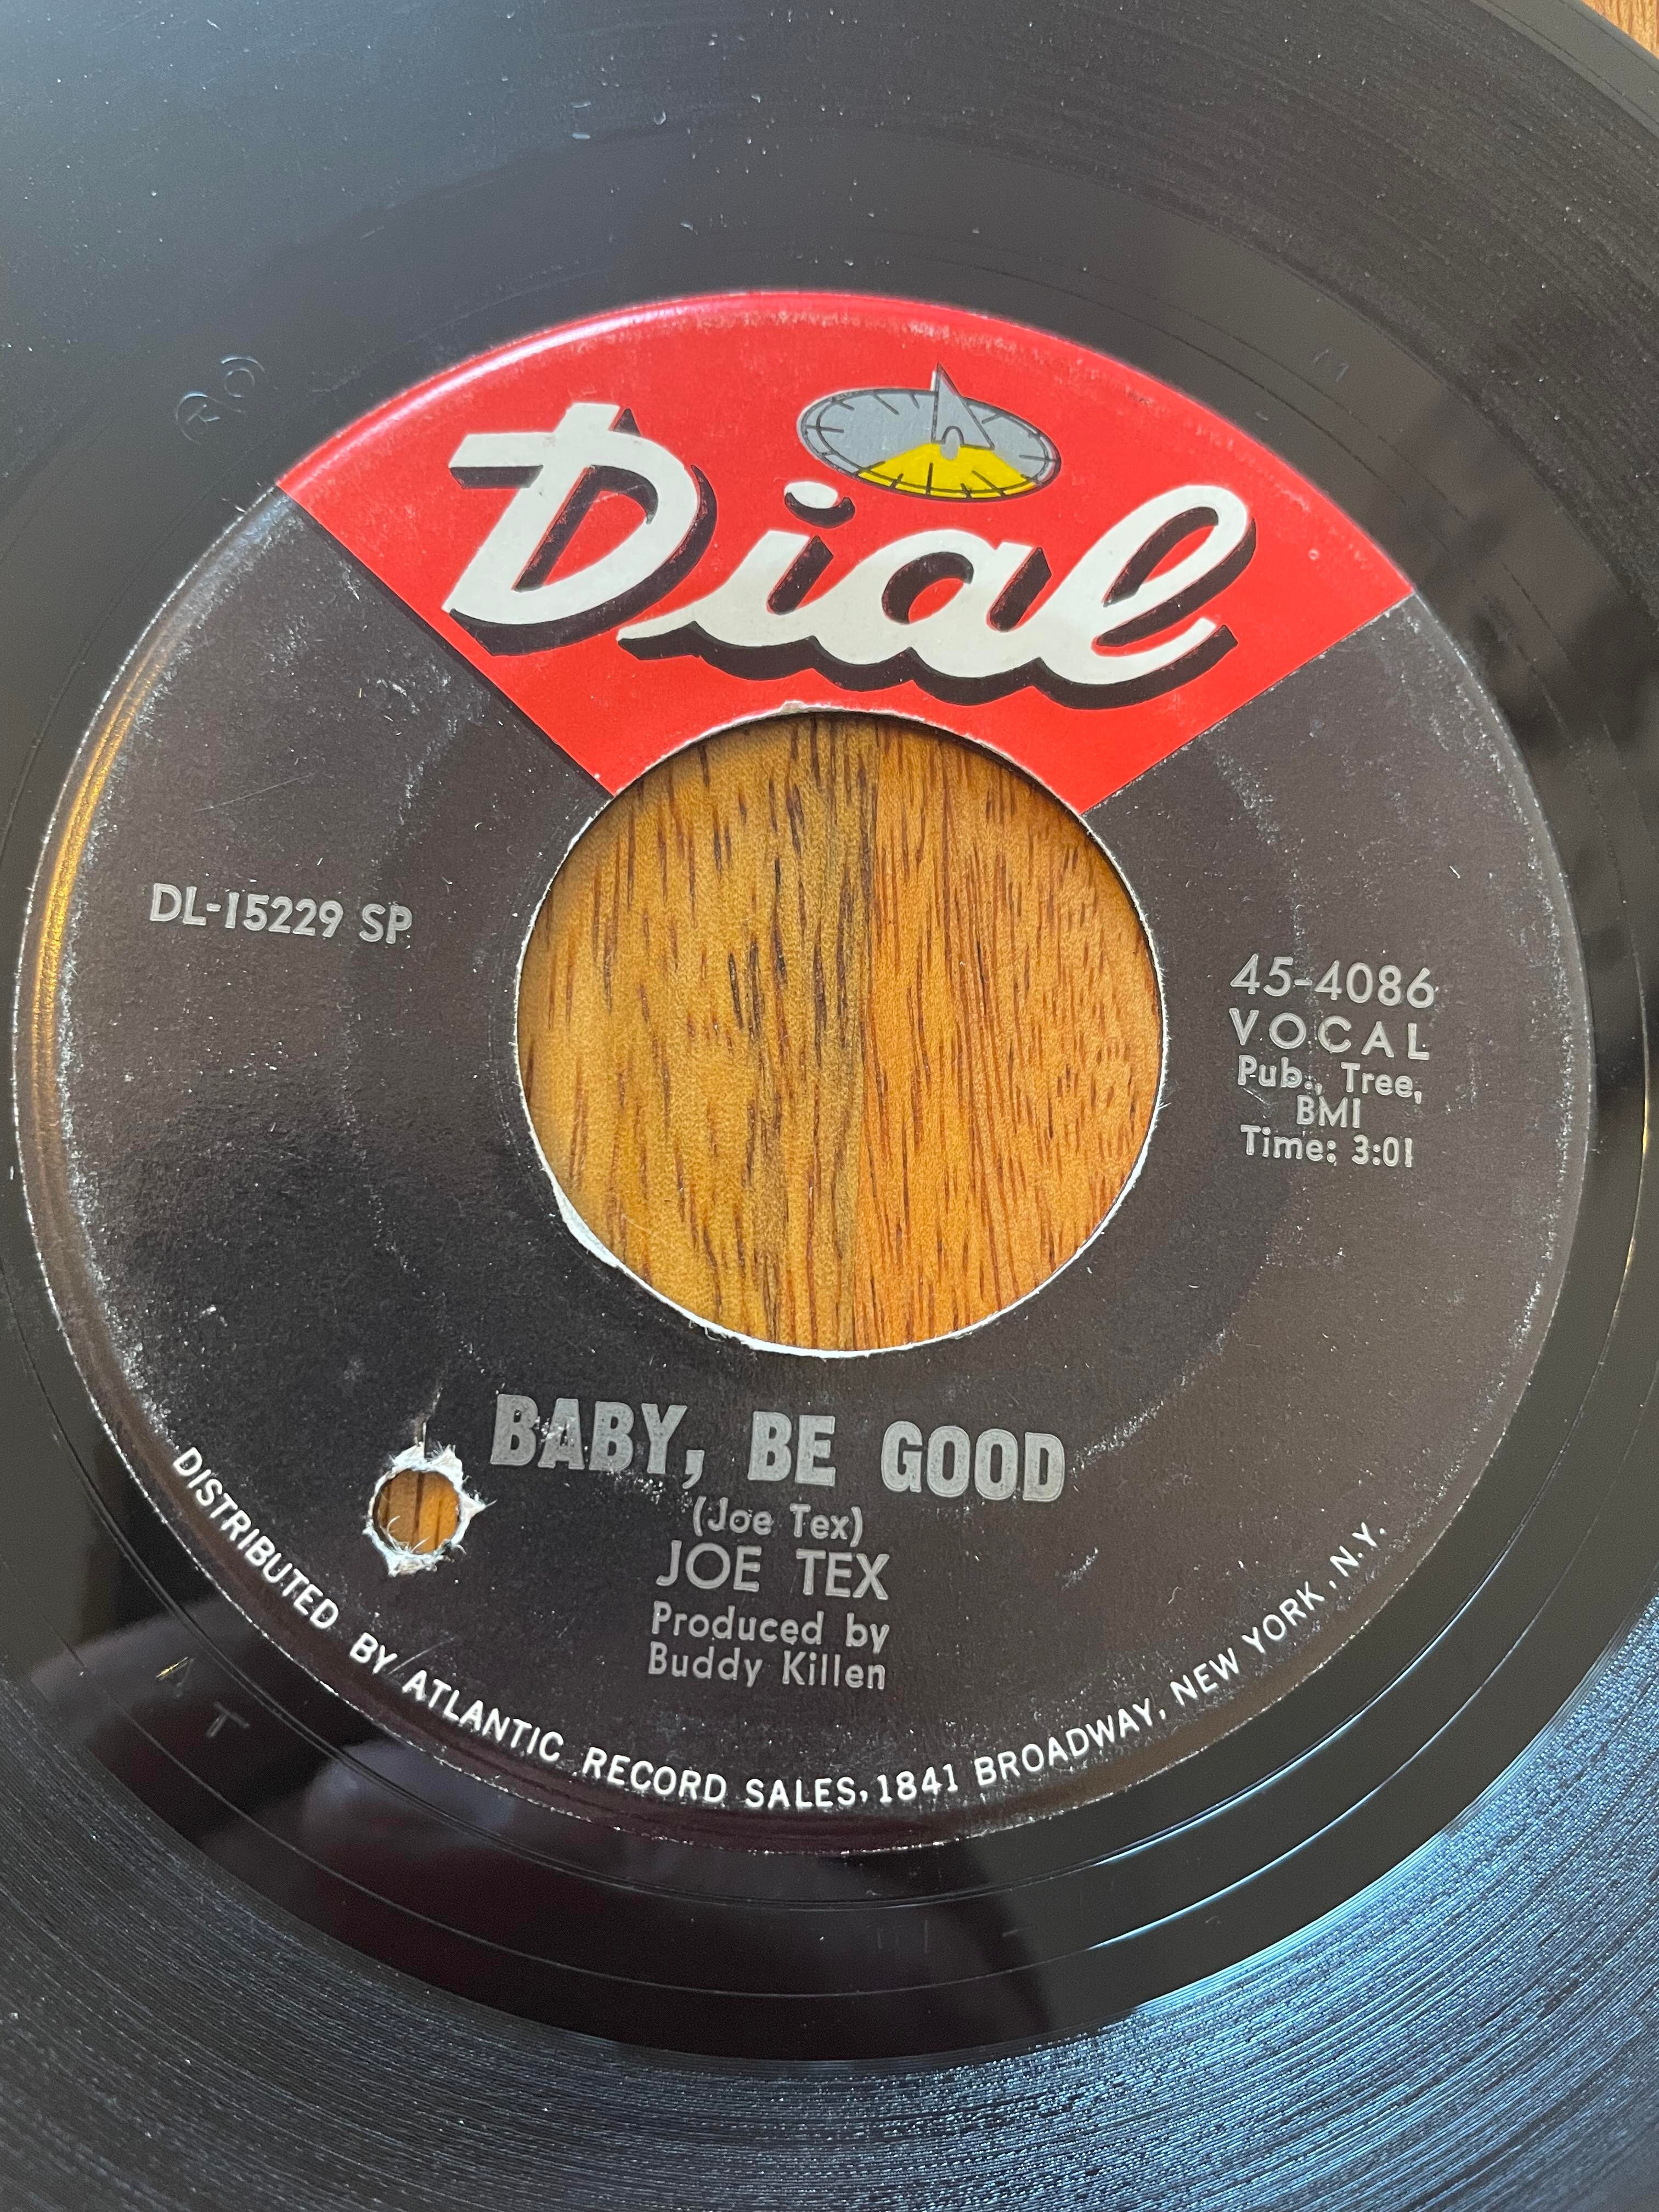 Dial
DL-15229 SP
45-4086
VOCAL
Pub., Tree,
BMI
Time: 3:01
BABY, BE GOOD
(Joe Tex)
JOE TEX
Produced by
Buddy Killen
DISTRIBUTED BY ATLANTIC RECORD SALES, 1841 BROADWAY, NEW YORK, N.Y.
A T